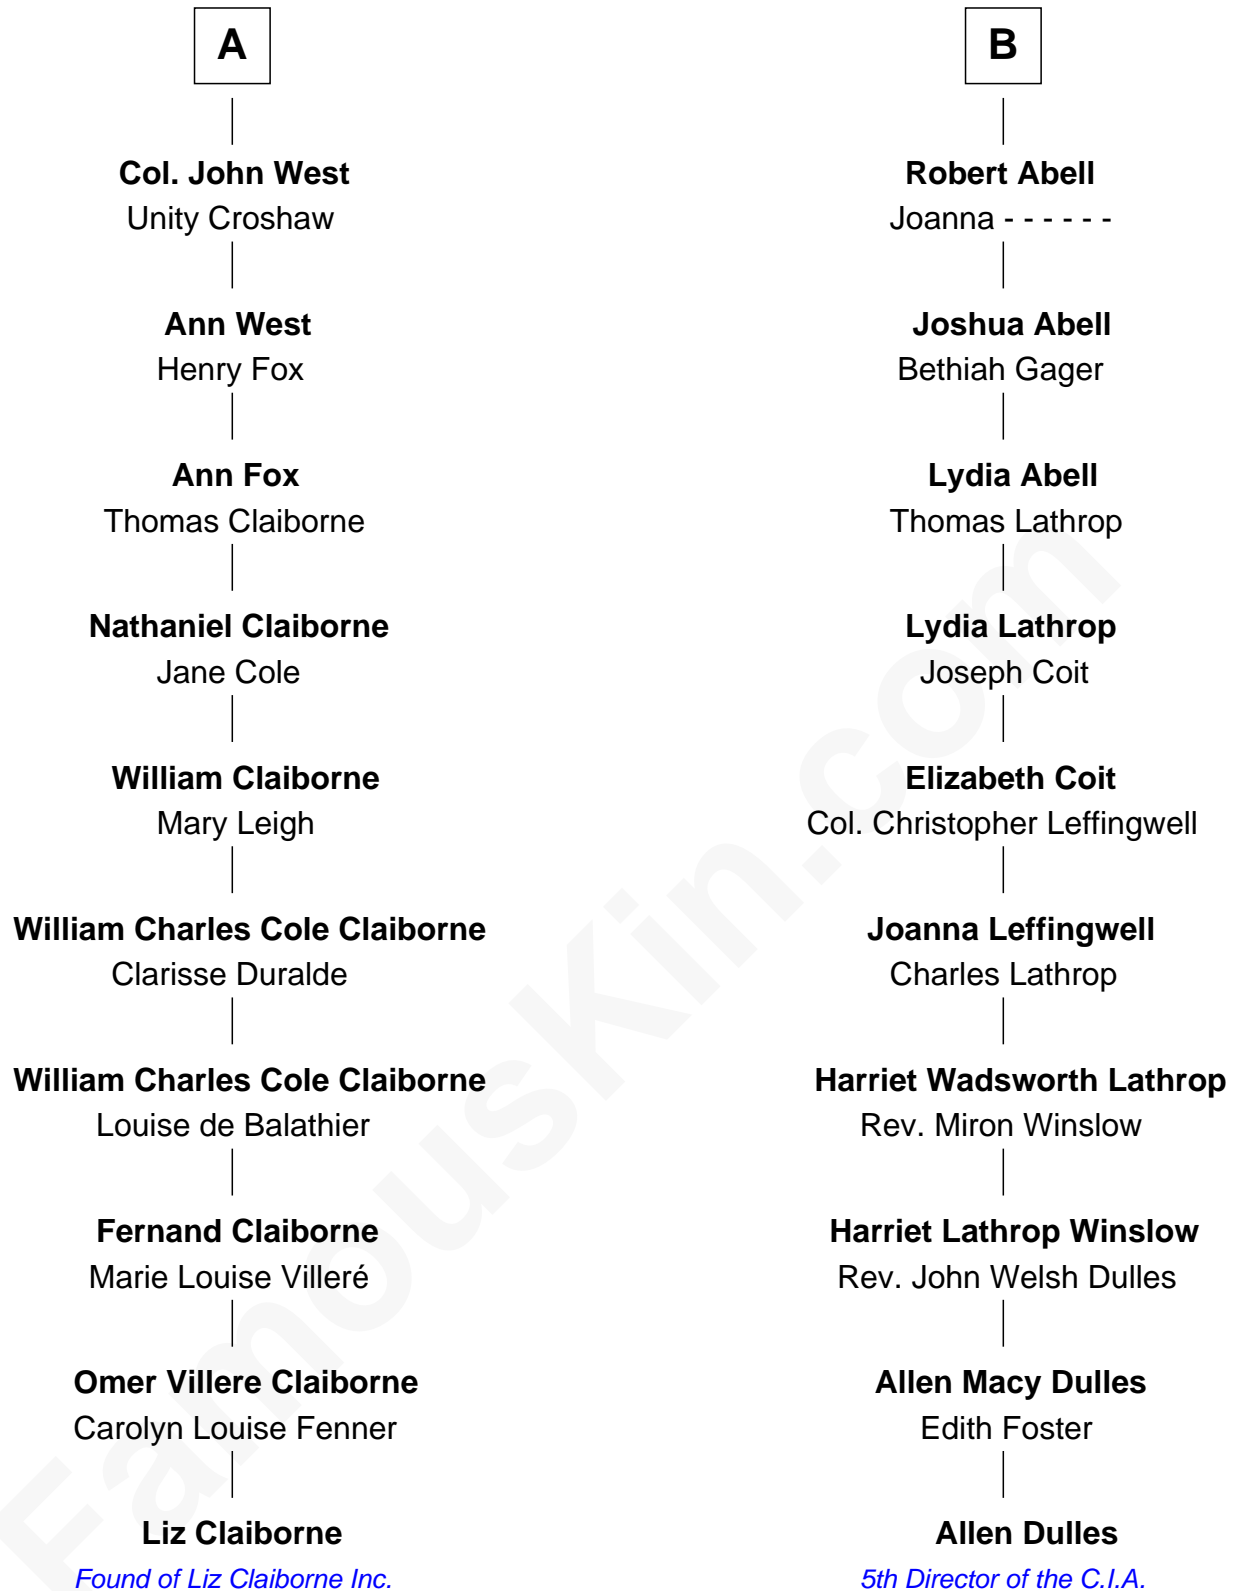 A
Col. John West
Unity Croshaw
Ann West
Henry Fox
Ann Fox
Thomas Claiborne
Nathaniel Claiborne
Jane Cole
William Claiborne
Mary Leigh
William Charles Cole Claiborne
Clarisse Duralde
William Charles Cole Claiborne
Louise de Balathier
Fernand Claiborne
Marie Louise Villeré
Omer Villere Claiborne
Carolyn Louise Fenner
Liz Claiborne
Found of Liz Claiborne Inc.
B
Robert Abell
Joanna - - - - - -
Joshua Abell
Bethiah Gager
Lydia Abell
Thomas Lathrop
Lydia Lathrop
Joseph Coit
Elizabeth Coit
Col. Christopher Leffingwell
Joanna Leffingwell
Charles Lathrop
Harriet Wadsworth Lathrop
Rev. Miron Winslow
Harriet Lathrop Winslow
Rev. John Welsh Dulles
Allen Macy Dulles
Edith Foster
Allen Dulles
5th Director of the C.I.A.
FamousKin.com